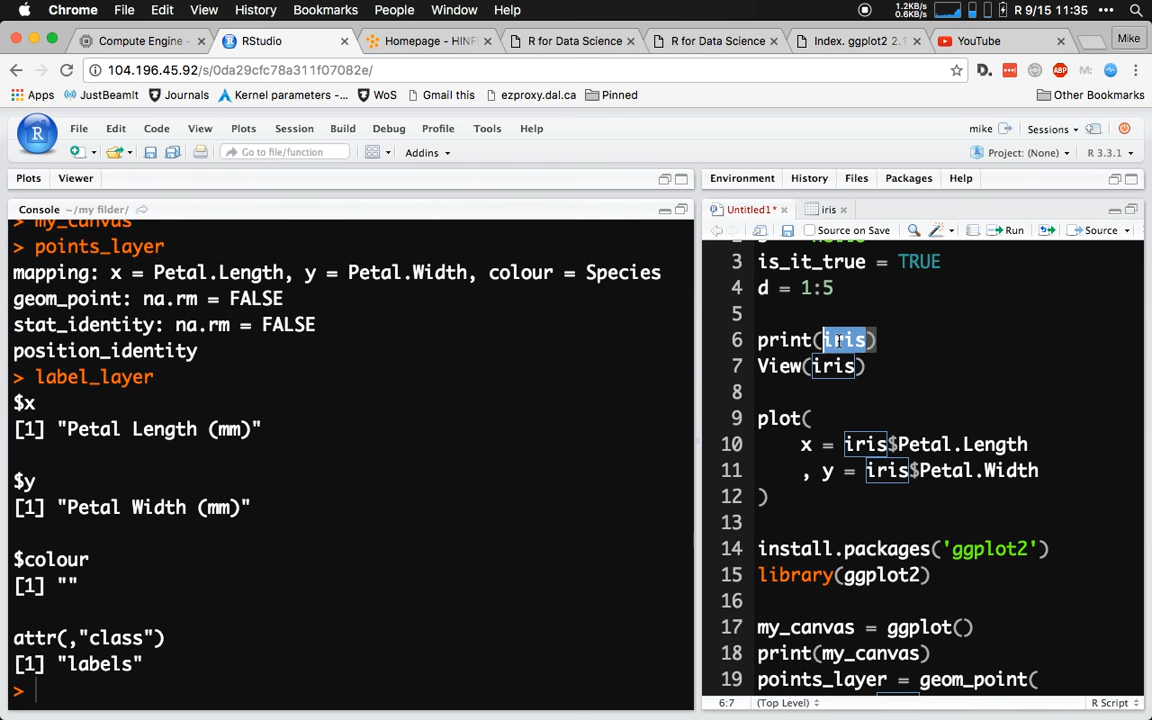 Chrome File Edit View History Bookmarks People Window Help 1.2KB/s 0.6KB/s R 9/15 11:35
Compute Engine - RStudio Homepage - HINF R for Data Science R for Data Science Index. ggplot2 2.1 YouTube Mike
104.196.45.92/s/0da29cfc78a311f07082e/ D. ABP M:
Apps JustBeamIt Journals Kernel parameters -... WoS Gmail this ezproxy.dal.ca Pinned Other Bookmarks
R File Edit Code View Plots Session Build Debug Profile Tools Help mike Sessions
Go to file/function Addins Project: (None) R 3.3.1
Plots Viewer
Environment History Files Packages Help
Console ~/my filder/
> my_canvas
> points_layer
mapping: x = Petal.Length, y = Petal.Width, colour = Species
geom_point: na.rm = FALSE
stat_identity: na.rm = FALSE
position_identity
> label_layer
$x
[1] "Petal Length (mm)"
$y
[1] "Petal Width (mm)"
$colour
[1] ""
attr(,"class")
[1] "labels"
>
Untitled1* iris
Source on Save Run Source
3 is_it_true = TRUE
4 d = 1:5
5
6 print(iris)
7 View(iris)
8
9 plot(
10 x = iris$Petal.Length
11 , y = iris$Petal.Width
12 )
13
14 install.packages('ggplot2')
15 library(ggplot2)
16
17 my_canvas = ggplot()
18 print(my_canvas)
19 points_layer = geom_point(
6:7 (Top Level) R Script